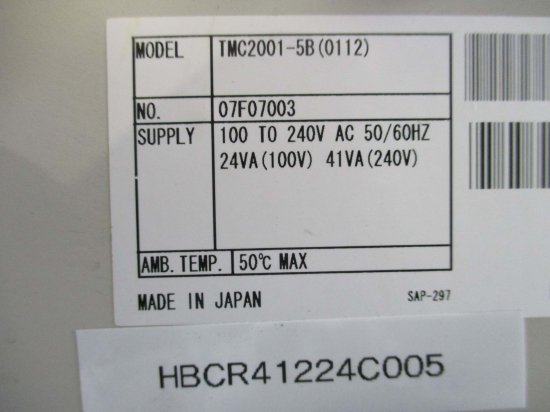 MODEL TMC2001-5B(0112)
NO. 07F07003
SUPPLY 100 TO 240V AC 50/60HZ
24VA(100V) 41VA(240V)
AMB.TEMP. 50℃ MAX
MADE IN JAPAN SAP-297
HBCR41224C005